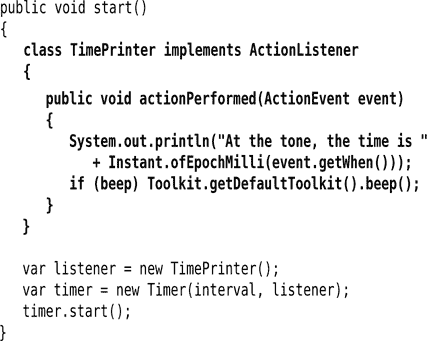 public void start()
{
class TimePrinter implements ActionListener
{
public void actionPerformed(ActionEvent event)
{
System.out.println("At the tone, the time is "
+ Instant.ofEpochMilli(event.getWhen()));
if (beep) Toolkit.getDefaultToolkit().beep();
}
}
var listener = new TimePrinter();
var timer = new Timer(interval, listener);
timer.start();
}